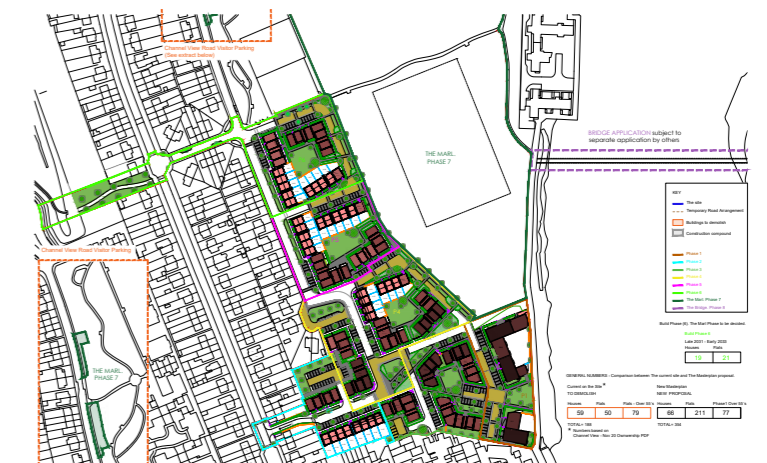 Channel View Road Visitor Parking
(See extract below)
THE MARL.
PHASE 7
BRIDGE APPLICATION subject to
separate application by others
KEY
The site
Temporary Road Arrangement
Buildings to demolish
Construction compound
Phase 1
Phase 2
Phase 3
Phase 4
Phase 5
Phase 6
The Marl. Phase 7
The Bridge. Phase 8
Channel View Road Visitor Parking
THE MARL.
PHASE 7
Build Phase (6), The Marl Phase to be decided
Build Phase 6
Late 2031 - Early 2033
Houses Flats
19 21
GENERAL NUMBERS - Comparison between The current site and The Masterplan proposal
Current on the Site * New Masterplan
TO DEMOLISH NEW PROPOSAL
Houses Flats Flats - Over 55's Houses Flats Phase1 Over 55's
59 50 79 66 211 77
TOTAL= 188 TOTAL= 354
* Numbers based on
Channel View - Nov 20 Ownership PDF